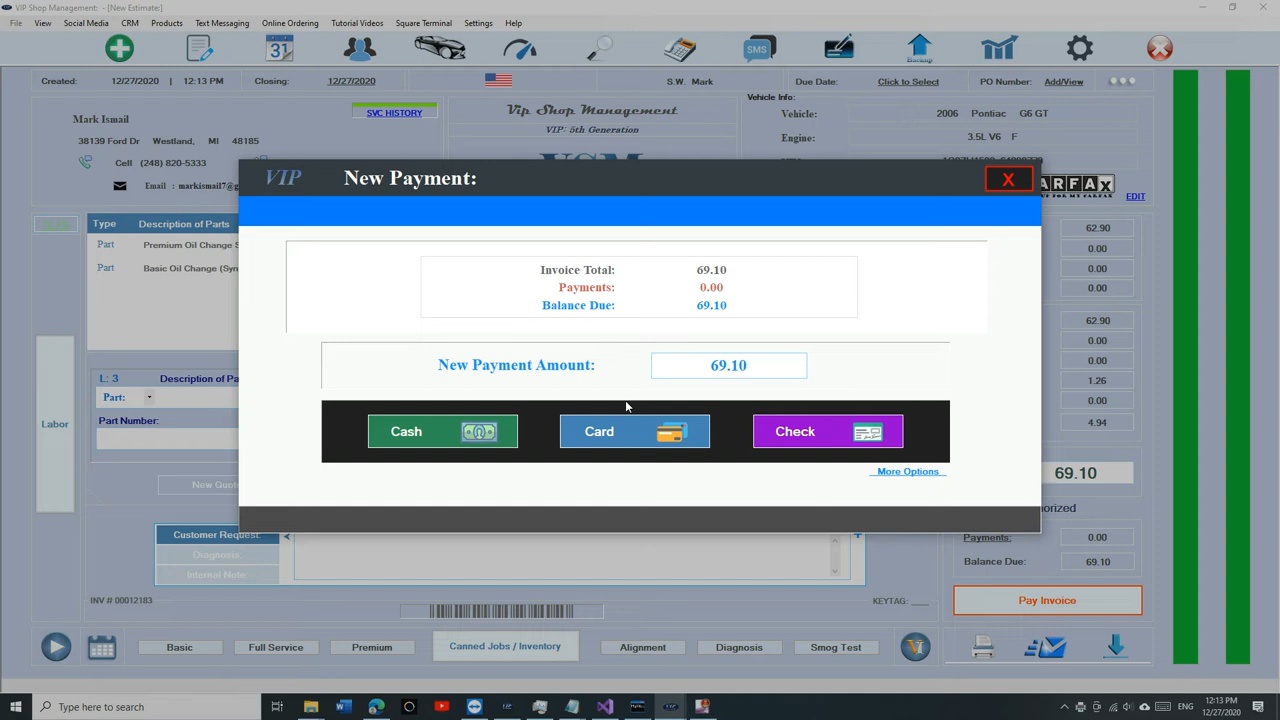 VIP Shop Management: - [New Estimate:]
File View Social Media CRM Products Text Messaging Online Ordering Tutorial Videos Square Terminal Settings Help
31
SMS
Backup
Created: 12/27/2020 | 12:13 PM Closing: 12/27/2020 S.W. Mark Due Date: Click to Select PO Number: Add/View
Mark Ismail
38139 Ford Dr Westland, MI 48185
Cell (248) 820-5333
Email : markismail7@g
SVC HISTORY
Vip Shop Management
VIP: 5th Generation
VSM
Vehicle Info:
Vehicle: 2006 Pontiac G6 GT
Engine: 3.5L V6 F
EDIT
VIP New Payment: X
Invoice Total: 69.10
Payments: 0.00
Balance Due: 69.10
New Payment Amount: 69.10
Cash Card Check
More Options
Type Description of Parts
Part Premium Oil Change S
Part Basic Oil Change (Syn
Labor
L: 3 Description of Pa
Part:
Part Number:
New Quot
Customer Request:
Diagnosis:
Internal Note:
62.90
0.00
0.00
0.00
62.90
0.00
0.00
1.26
0.00
4.94
69.10
orized
Payments: 0.00
Balance Due: 69.10
Pay Invoice
INV # 00012183 KEYTAG: ____
Basic Full Service Premium Canned Jobs / Inventory Alignment Diagnosis Smog Test
Type here to search
ENG 12:13 PM
12/27/2020